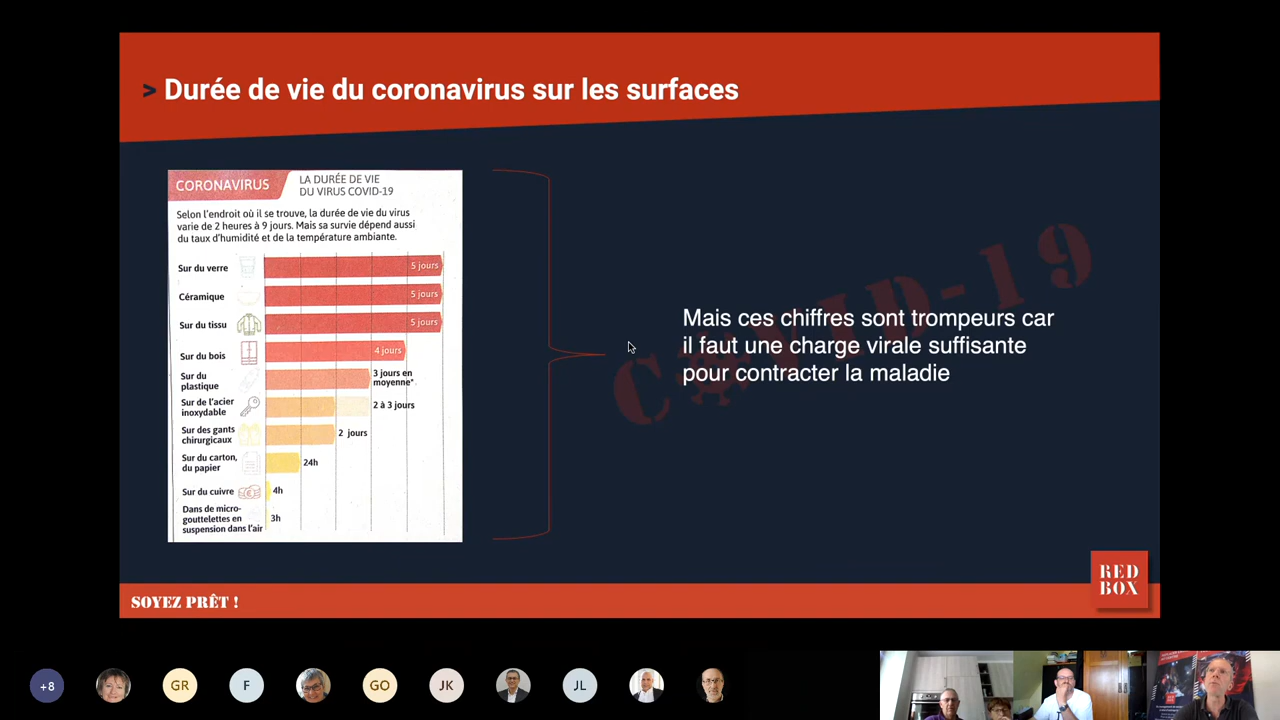 > Durée de vie du coronavirus sur les surfaces
CORONAVIRUS
LA DURÉE DE VIE
DU VIRUS COVID-19
Selon l'endroit où il se trouve, la durée de vie du virus
varie de 2 heures à 9 jours. Mais sa survie dépend aussi
du taux d'humidité et de la température ambiante.
Sur du verre
5 jours
Céramique
5 jours
Sur du tissu
5 jours
Sur du bois
4 jours
Sur du
plastique
3 jours en
moyenne*
Sur de l'acier
inoxydable
2 à 3 jours
Sur des gants
chirurgicaux
2 jours
Sur du carton,
du papier
24h
Sur du cuivre
4h
Dans de micro-
gouttelettes en
suspension dans l'air
3h
COVID-19
Mais ces chiffres sont trompeurs car
il faut une charge virale suffisante
pour contracter la maladie
RED
BOX
SOYEZ PRÊT !
+8
GR
F
GO
JK
JL